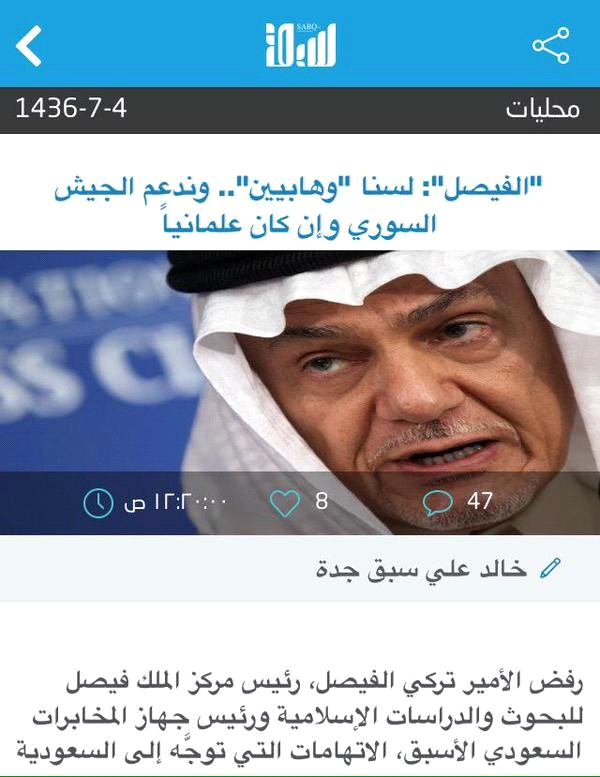 SABQ
سبق
محليات
1436-7-4
"الفيصل": لسنا "وهابيين".. وندعم الجيش
السوري وإن كان علمانياً
47
8
١٢:٢٠:٠٠ ص
خالد علي سبق جدة
رفض الأمير تركي الفيصل، رئيس مركز الملك فيصل
للبحوث والدراسات الإسلامية ورئيس جهاز المخابرات
السعودي الأسبق، الاتهامات التي توجَّه إلى السعودية